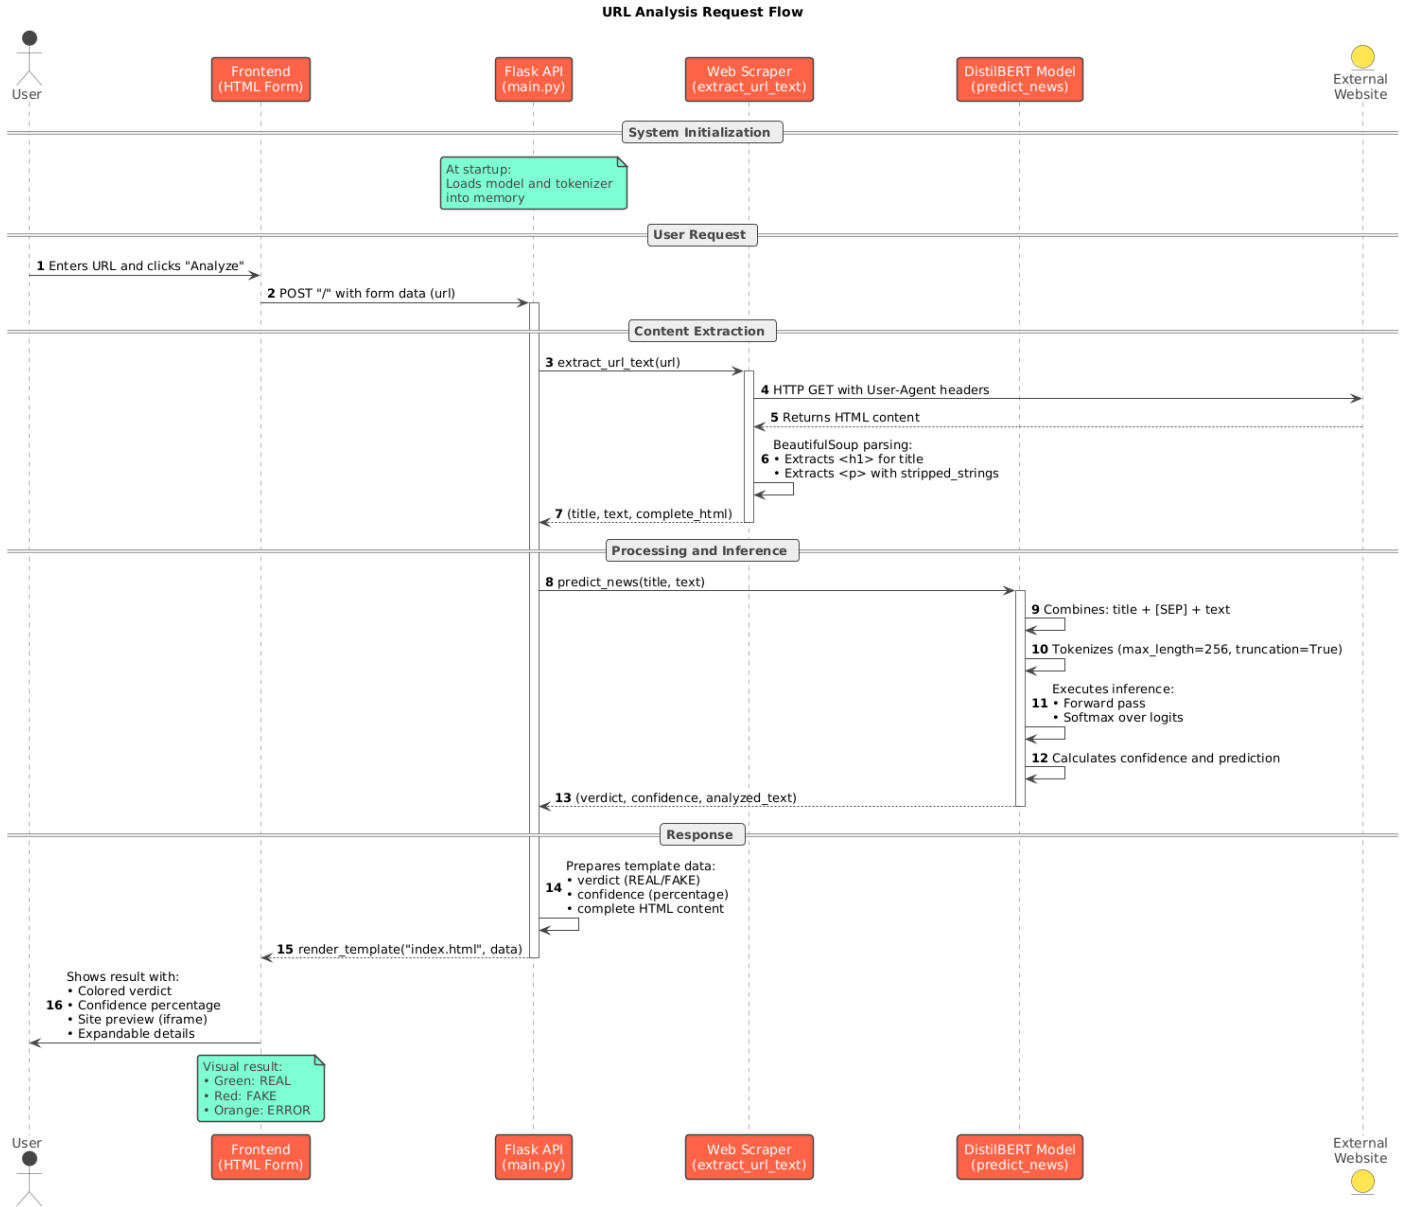 URL Analysis Request Flow
User
Frontend
(HTML Form)
Flask API
(main.py)
Web Scraper
(extract_url_text)
DistilBERT Model
(predict_news)
External
Website
System Initialization
At startup:
Loads model and tokenizer
into memory
User Request
1 Enters URL and clicks "Analyze"
2 POST "/" with form data (url)
Content Extraction
3 extract_url_text(url)
4 HTTP GET with User-Agent headers
5 Returns HTML content
BeautifulSoup parsing:
6 • Extracts <h1> for title
• Extracts <p> with stripped_strings
7 (title, text, complete_html)
Processing and Inference
8 predict_news(title, text)
9 Combines: title + [SEP] + text
10 Tokenizes (max_length=256, truncation=True)
Executes inference:
11 • Forward pass
• Softmax over logits
12 Calculates confidence and prediction
13 (verdict, confidence, analyzed_text)
Response
Prepares template data:
• verdict (REAL/FAKE)
14 • confidence (percentage)
• complete HTML content
15 render_template("index.html", data)
Shows result with:
• Colored verdict
16 • Confidence percentage
• Site preview (iframe)
• Expandable details
Visual result:
• Green: REAL
• Red: FAKE
• Orange: ERROR
User
Frontend
(HTML Form)
Flask API
(main.py)
Web Scraper
(extract_url_text)
DistilBERT Model
(predict_news)
External
Website